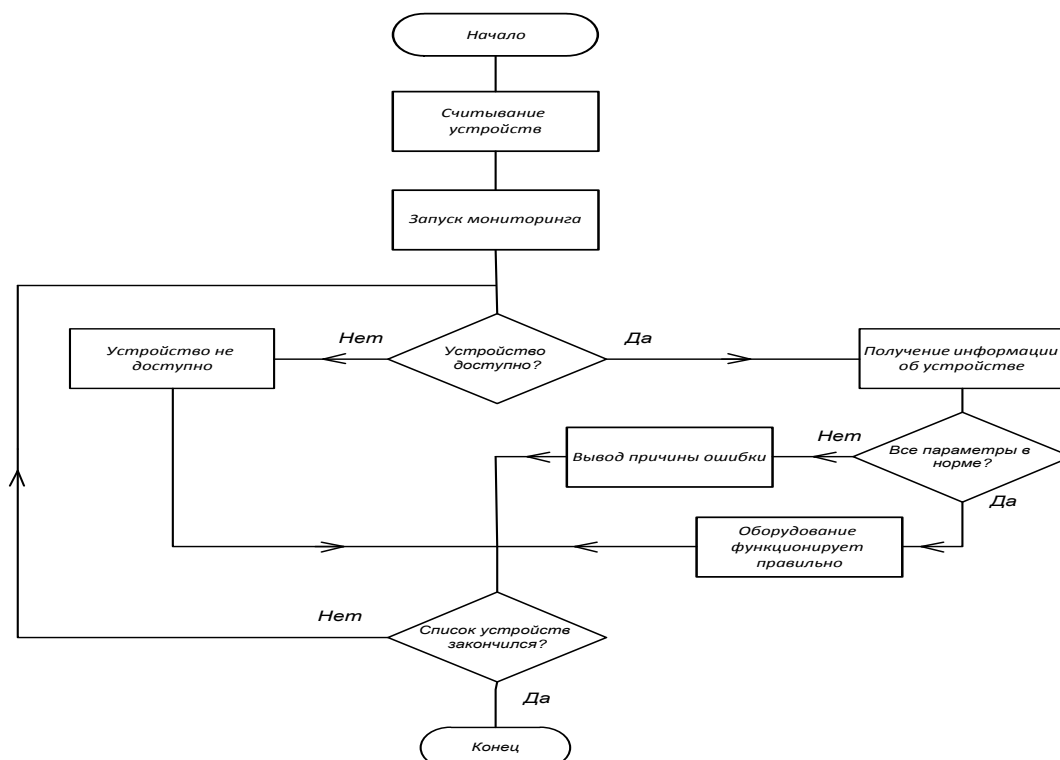 Начало
Считывание
устройств
Запуск мониторинга
Нет
Да
Устройство не
доступно
Устройство
доступно?
Получение информации
об устройстве
Нет
Вывод причины ошибки
Все параметры в
норме?
Да
Оборудование
функционирует
правильно
Нет
Список устройств
закончился?
Да
Конец